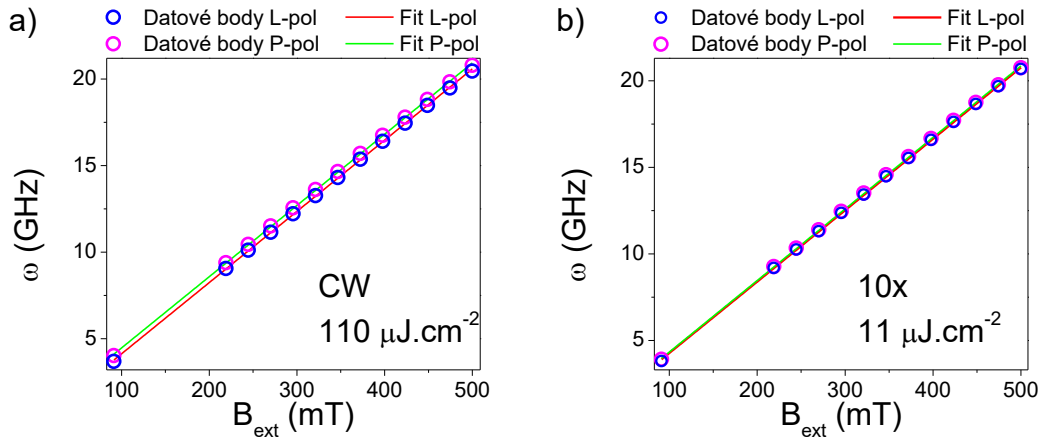 a)
Datové body L-pol Fit L-pol
Datové body P-pol Fit P-pol
20
15
10
5
ω (GHz)
CW
110 μJ.cm-2
100 200 300 400 500
Bext (mT)
b)
Datové body L-pol Fit L-pol
Datové body P-pol Fit P-pol
20
15
10
5
ω (GHz)
10x
11 μJ.cm-2
100 200 300 400 500
Bext (mT)